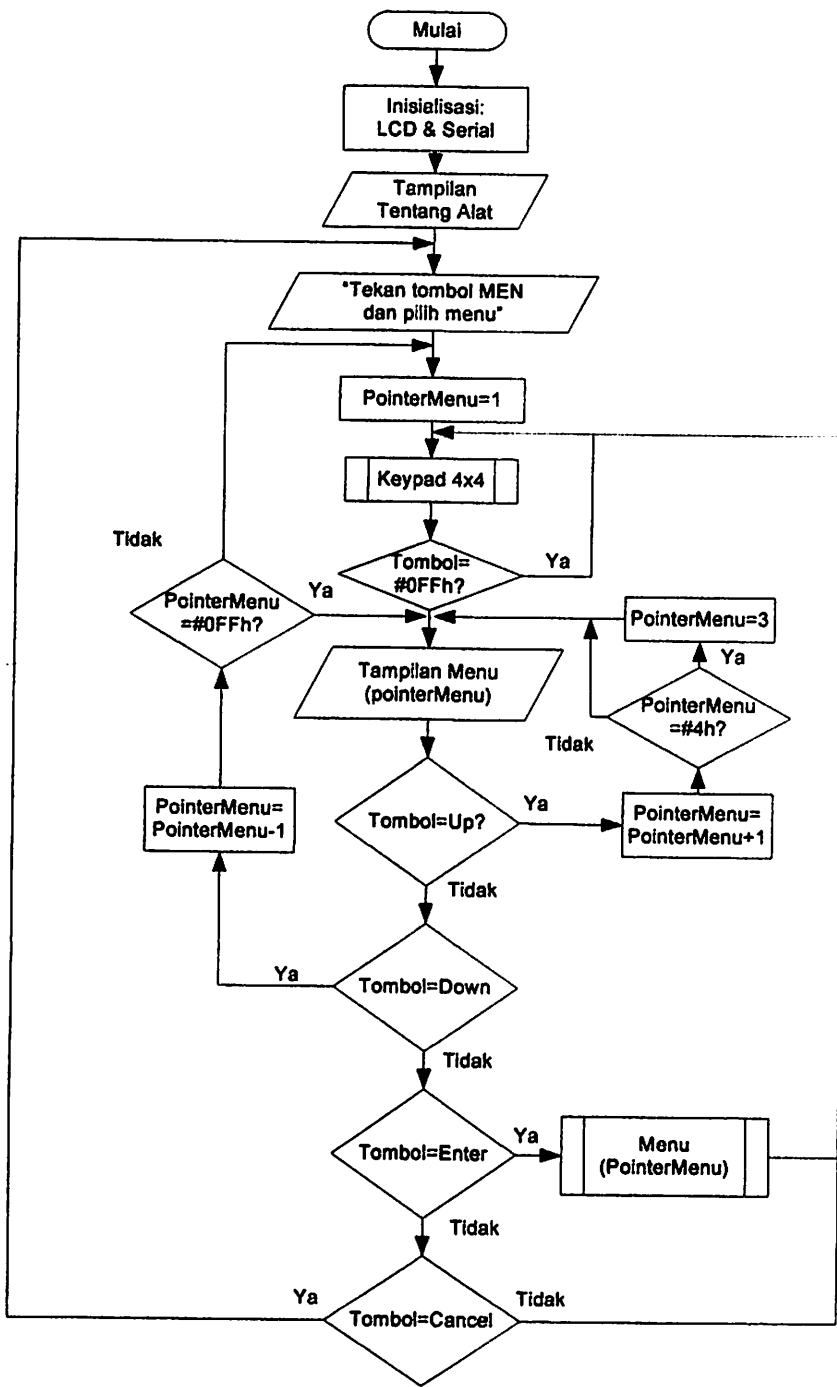 Mulai
Inisialisasi:
LCD & Serial
Tampilan
Tentang Alat
"Tekan tombol MEN
dan pilih menu"
PointerMenu=1
Keypad 4x4
Tidak
Tombol=
#0FFh?
Ya
PointerMenu
=#0FFh?
Ya
PointerMenu=3
Ya
Tampilan Menu
(pointerMenu)
PointerMenu
=#4h?
Tidak
PointerMenu=
PointerMenu-1
Tombol=Up?
Ya
PointerMenu=
PointerMenu+1
Tidak
Ya
Tombol=Down
Tidak
Tombol=Enter
Ya
Menu
(PointerMenu)
Tidak
Ya
Tombol=Cancel
Tidak